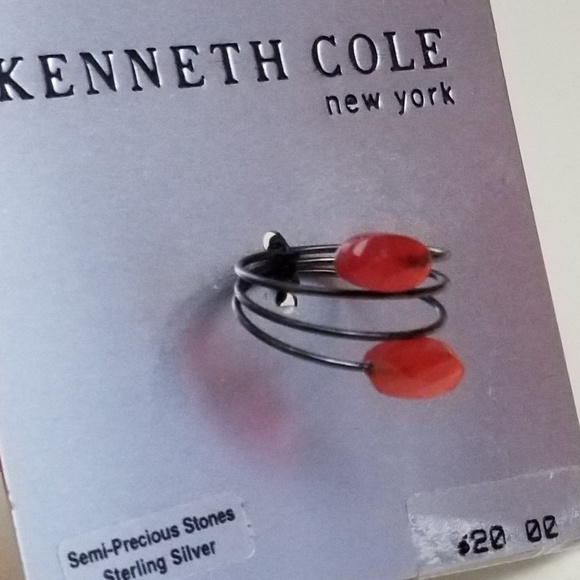 KENNETH COLE
new york
Semi-Precious Stones
Sterling Silver
$20 00